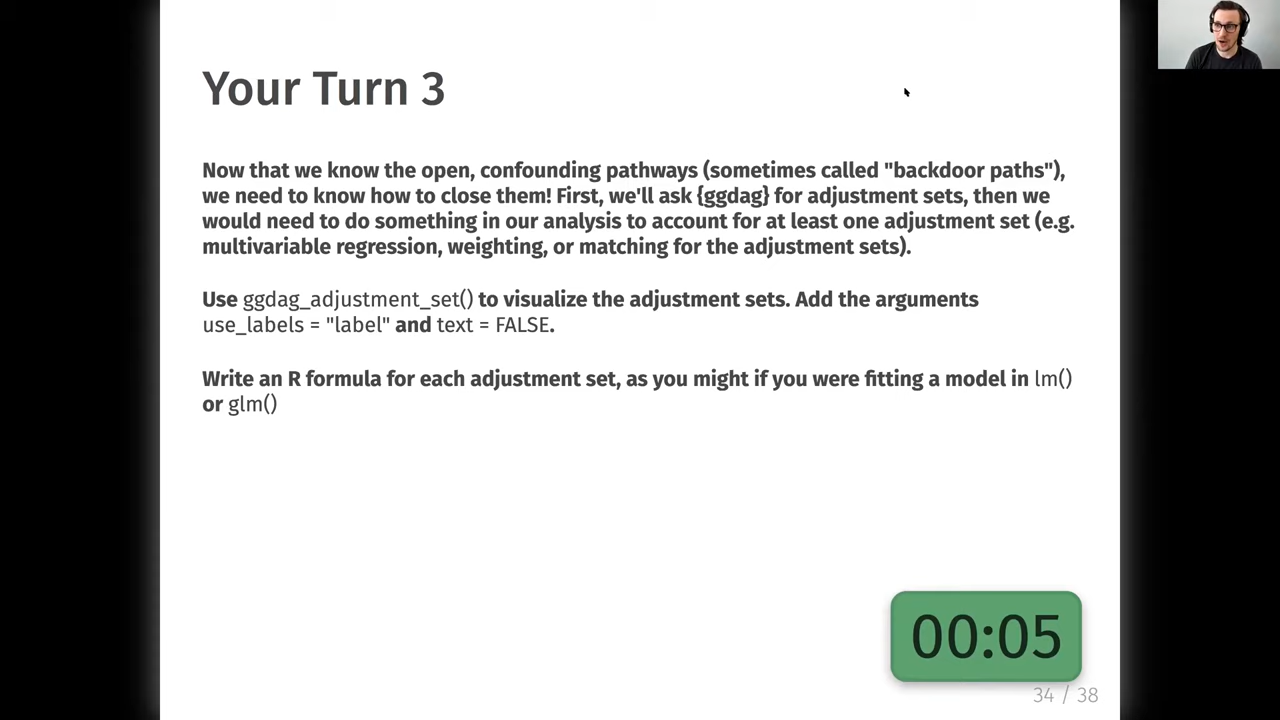 Your Turn 3
Now that we know the open, confounding pathways (sometimes called "backdoor paths"),
we need to know how to close them! First, we'll ask {ggdag} for adjustment sets, then we
would need to do something in our analysis to account for at least one adjustment set (e.g.
multivariable regression, weighting, or matching for the adjustment sets).
Use ggdag_adjustment_set() to visualize the adjustment sets. Add the arguments
use_labels = "label" and text = FALSE.
Write an R formula for each adjustment set, as you might if you were fitting a model in lm()
or glm()
00:05
34 / 38